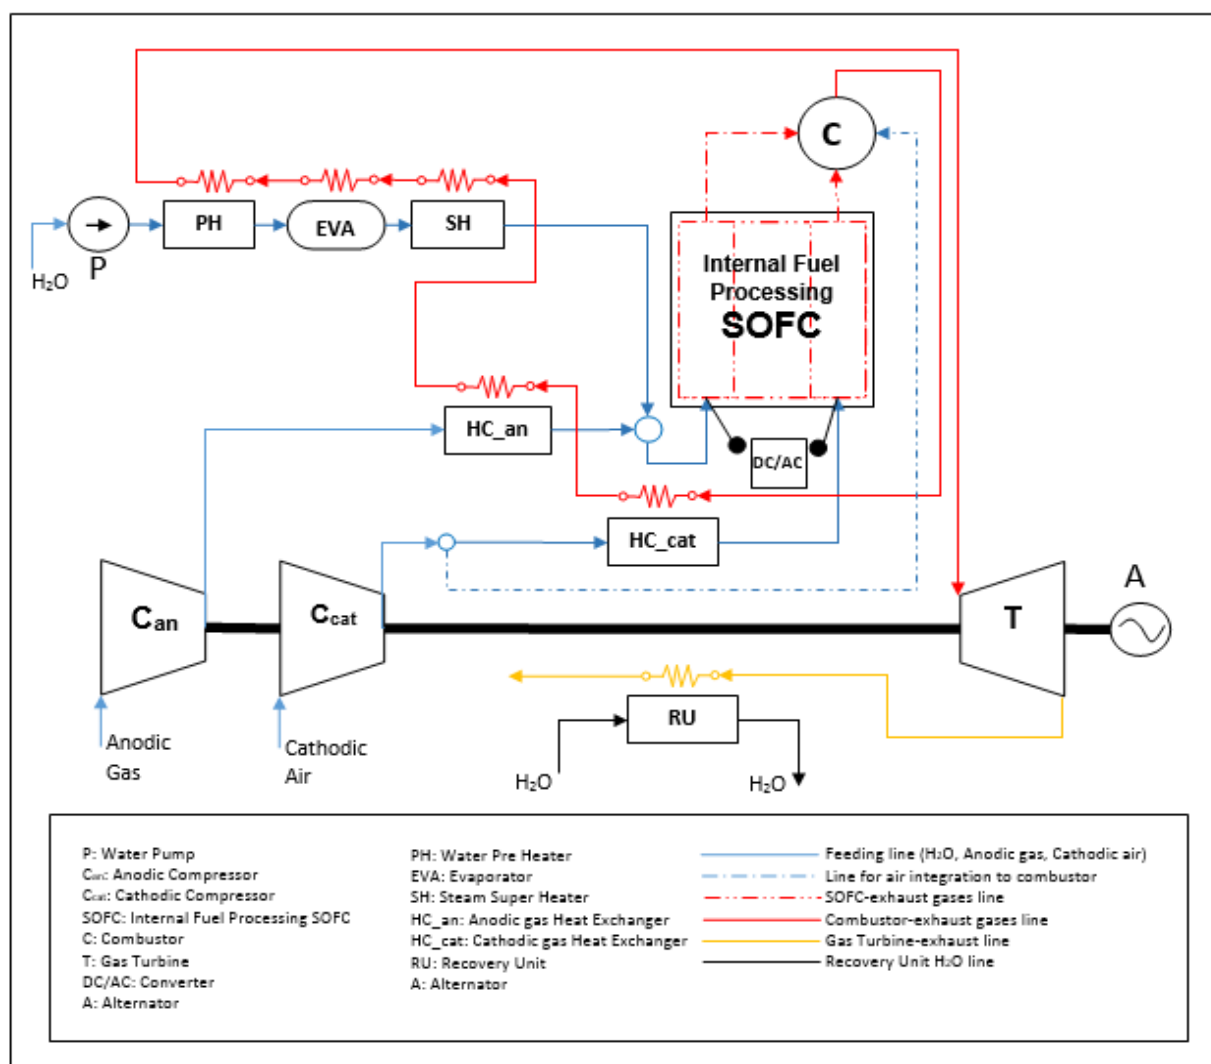 C
PH
EVA
SH
P
H₂O
Internal Fuel
Processing
SOFC
HC_an
DC/AC
HC_cat
Can
Ccat
T
A
RU
Anodic
Gas
Cathodic
Air
H₂O
H₂O
P: Water Pump
Can: Anodic Compressor
Ccat: Cathodic Compressor
SOFC: Internal Fuel Processing SOFC
C: Combustor
T: Gas Turbine
DC/AC: Converter
A: Alternator
PH: Water Pre Heater
EVA: Evaporator
SH: Steam Super Heater
HC_an: Anodic gas Heat Exchanger
HC_cat: Cathodic gas Heat Exchanger
RU: Recovery Unit
A: Alternator
Feeding line (H₂O, Anodic gas, Cathodic air)
Line for air integration to combustor
SOFC-exhaust gases line
Combustor-exhaust gases line
Gas Turbine-exhaust line
Recovery Unit H₂O line